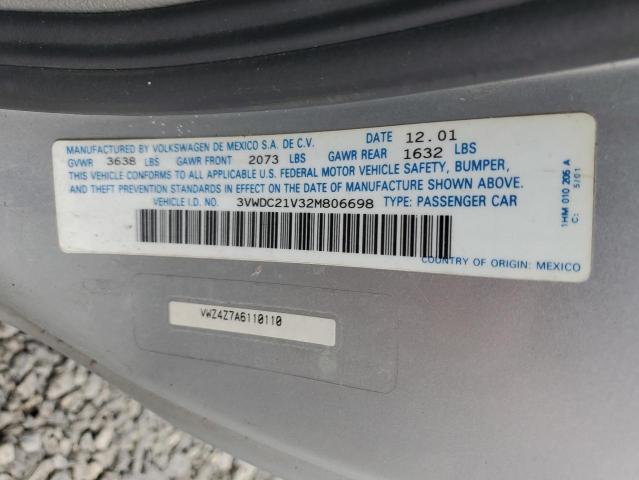 MANUFACTURED BY VOLKSWAGEN DE MEXICO S.A. DE C.V. DATE 12.01
GVWR 3638 LBS GAWR FRONT 2073 LBS GAWR REAR 1632 LBS
THIS VEHICLE CONFORMS TO ALL APPLICABLE U.S. FEDERAL MOTOR VEHICLE SAFETY, BUMPER,
AND THEFT PREVENTION STANDARDS IN EFFECT ON THE DATE OF MANUFACTURE SHOWN ABOVE.
VEHICLE I.D. NO. 3VWDC21V32M806698 TYPE: PASSENGER CAR
COUNTRY OF ORIGIN: MEXICO
1HM 010 205 A
C: 5/01
VWZ4Z7A6110110